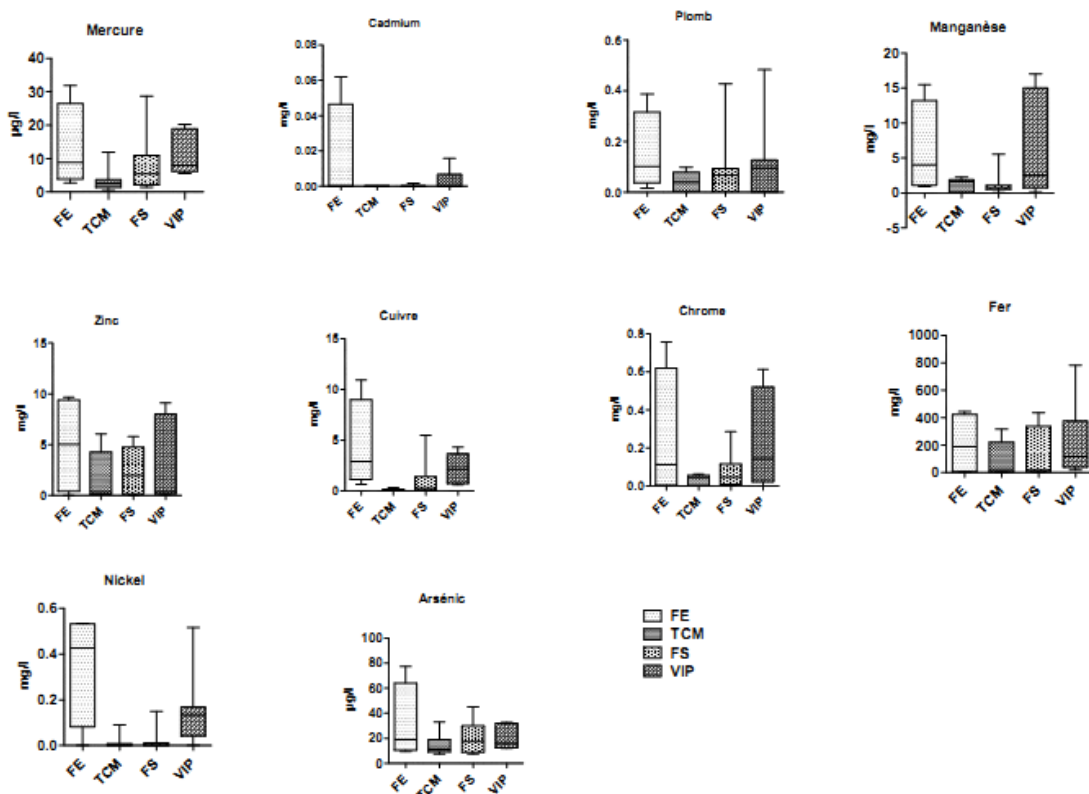 Mercure
40
30
20
10
0
µg/l
FE
TCM
FS
VIP
Cadmium
0.08
0.06
0.04
0.02
0.00
mg/l
FE
TCM
FS
VIP
Plomb
0.6
0.4
0.2
0.0
mg/l
FE
TCM
FS
VIP
Manganèse
20
15
10
5
0
-5
mg/l
FE
TCM
FS
VIP
Zinc
15
10
5
0
mg/l
FE
TCM
FS
VIP
Cuivre
15
10
5
0
mg/l
FE
TCM
FS
VIP
Chrome
0.8
0.6
0.4
0.2
0.0
mg/l
FE
TCM
FS
VIP
Fer
1000
800
600
400
200
0
mg/l
FE
TCM
FS
VIP
Nickel
0.6
0.4
0.2
0.0
mg/l
FE
TCM
FS
VIP
Arsénic
100
80
60
40
20
0
µg/l
FE
TCM
FS
VIP
FE
TCM
FS
VIP